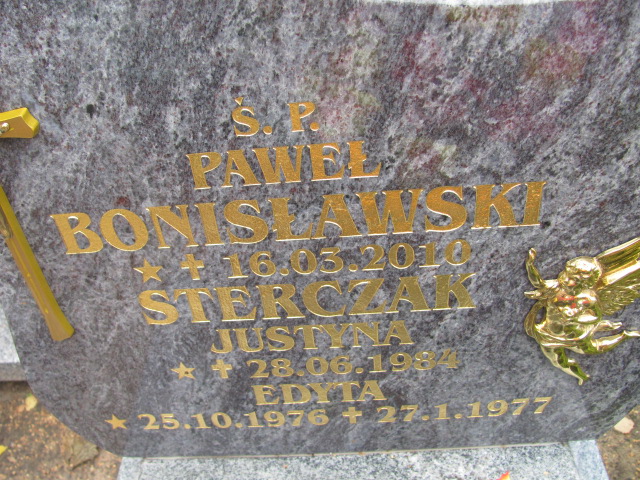 Ś. P.
PAWEŁ
BONISŁAWSKI
★ ✝ 16.03.2010
STERCZAK
JUSTYNA
★ ✝ 28.06.1984
EDYTA
★ 25.10.1976 ✝ 27.1.1977